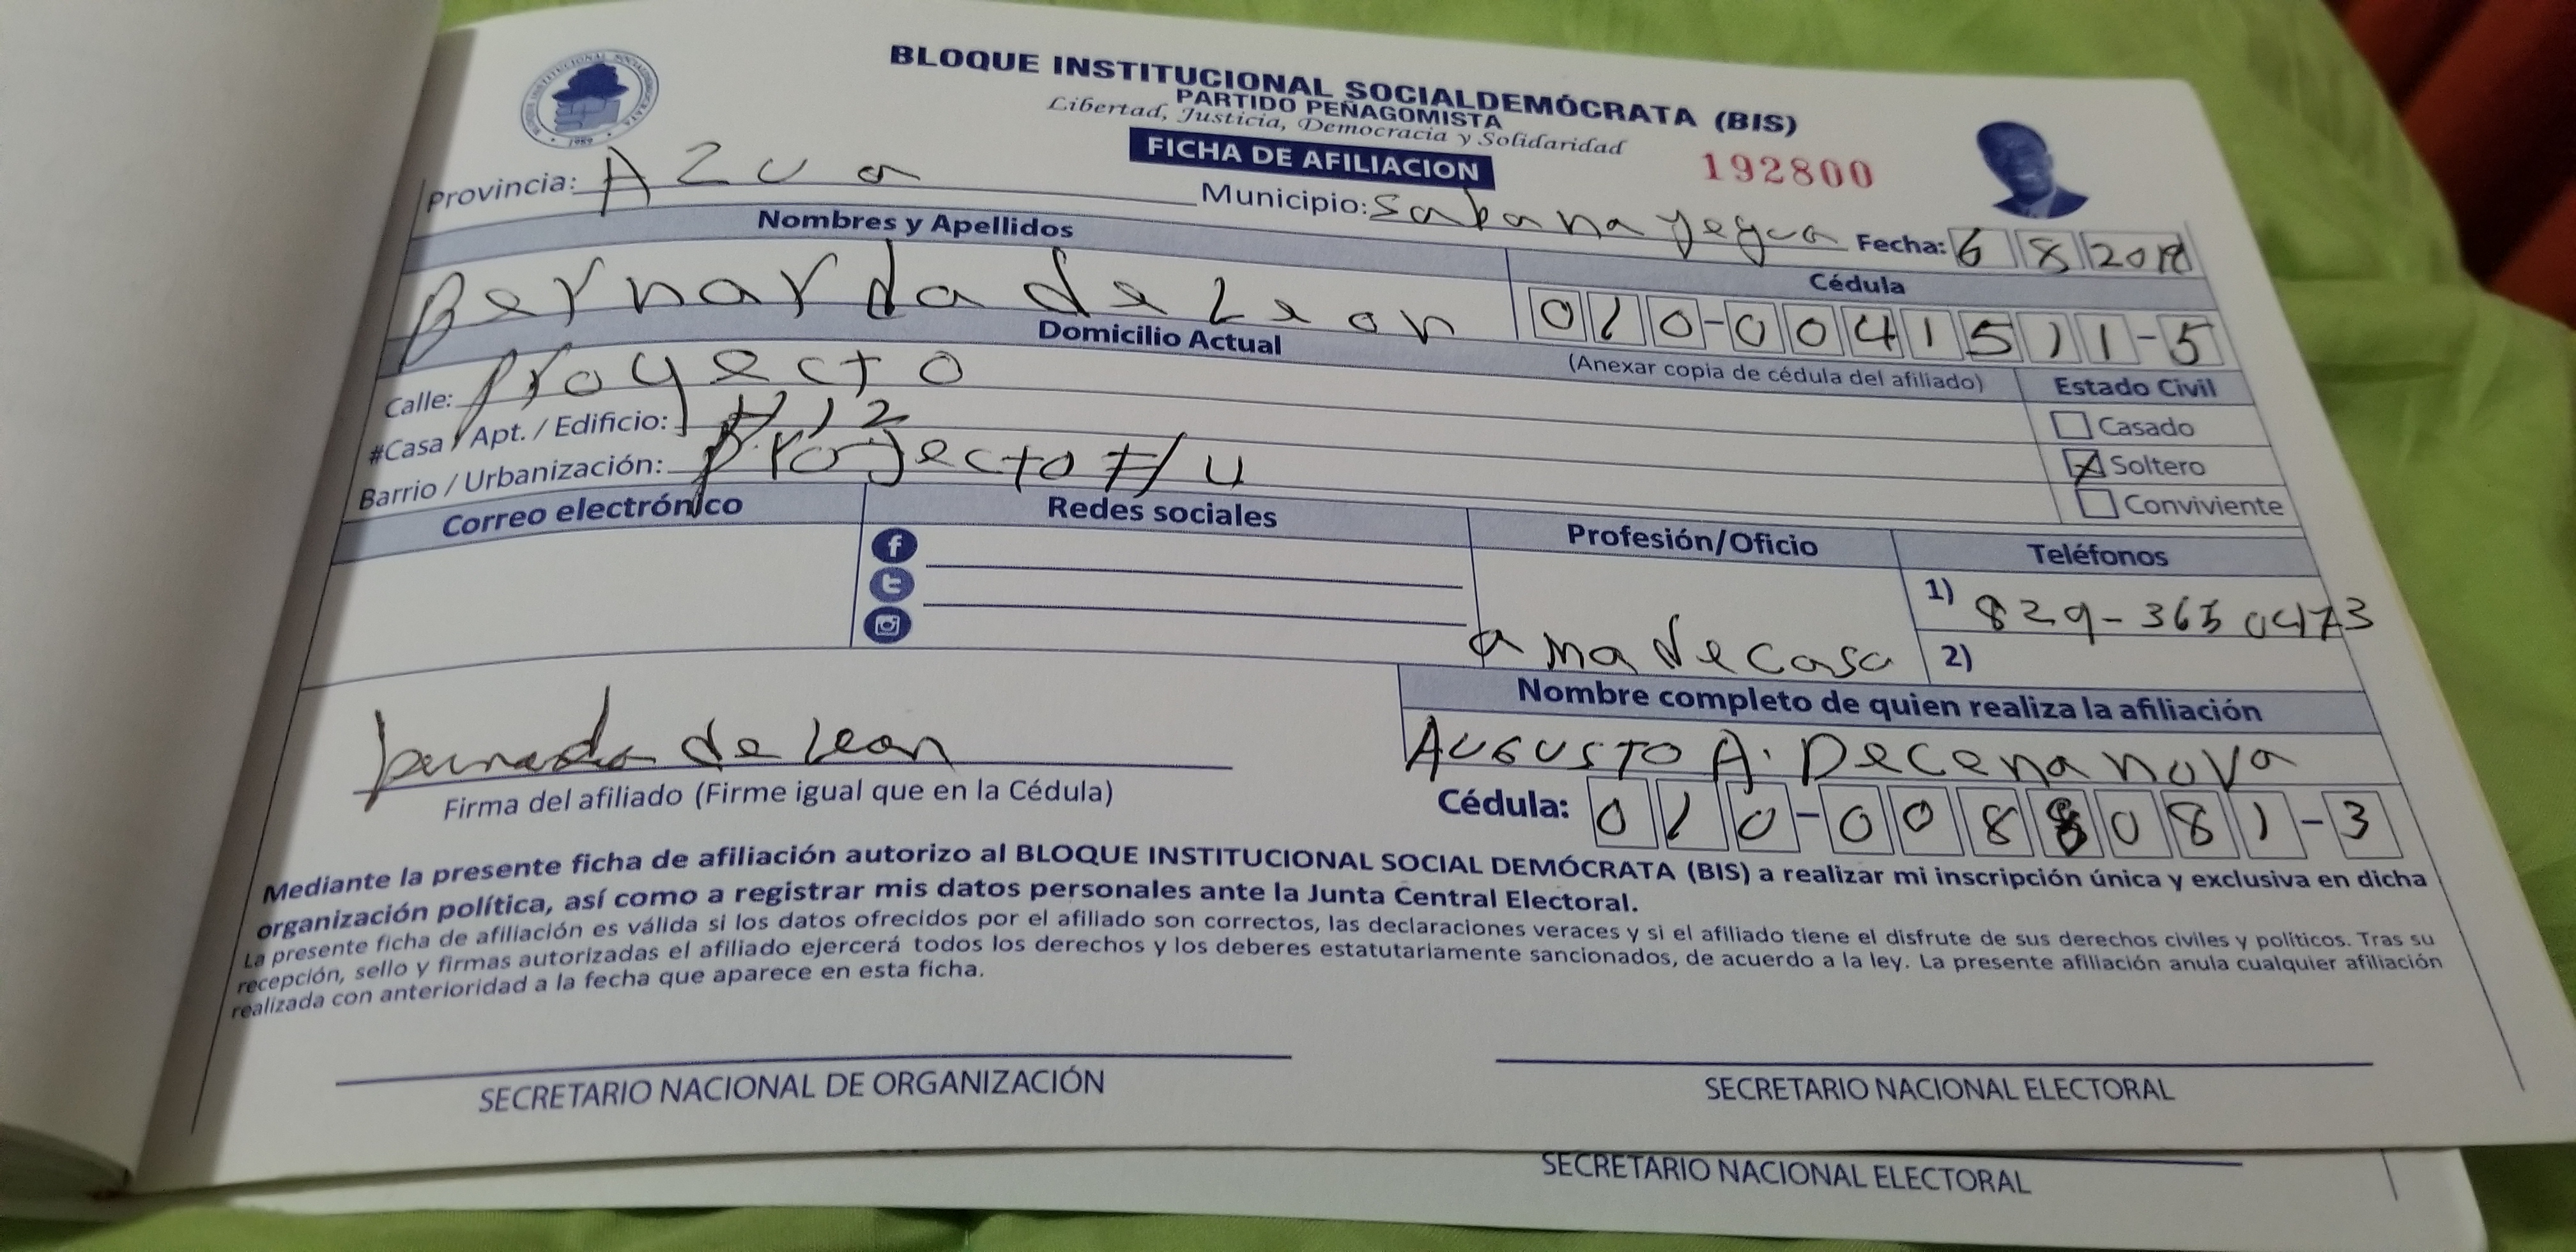 BLOQUE INSTITUCIONAL SOCIALDEMÓCRATA (BIS)
PARTIDO PEÑAGOMISTA
Libertad, Justicia, Democracia y Solidaridad
FICHA DE AFILIACION
192800
Provincia: Azua Municipio: Sabana yegua Fecha: 6 8
Nombres y Apellidos Cédula
Bernarda de Leon 010-0041511-5
(Anexar copia de cédula del afiliado)
Domicilio Actual Estado Civil
Calle: Proyecto Casado
#Casa / Apt. / Edificio: Soltero
Barrio / Urbanización: Conviviente
Correo electrónico Redes sociales Profesión/Oficio Teléfonos
1) 829-365 0473
ama de casa 2)
Nombre completo de quien realiza la afiliación
Bernarda de Leon AUGUSTO A. Decena nova
Firma del afiliado (Firme igual que en la Cédula) Cédula: 010-0088081-3
Mediante la presente ficha de afiliación autorizo al BLOQUE INSTITUCIONAL SOCIAL DEMÓCRATA (BIS) a realizar mi inscripción única y exclusiva en dicha
organización política, así como a registrar mis datos personales ante la Junta Central Electoral.
La presente ficha de afiliación es válida si los datos ofrecidos por el afiliado son correctos, las declaraciones veraces y si el afiliado tiene el disfrute de sus derechos civiles y políticos. Tras su
recepción, sello y firmas autorizadas el afiliado ejercerá todos los derechos y los deberes estatutariamente sancionados, de acuerdo a la ley. La presente afiliación anula cualquier afiliación
realizada con anterioridad a la fecha que aparece en esta ficha.
SECRETARIO NACIONAL DE ORGANIZACIÓN SECRETARIO NACIONAL ELECTORAL
SECRETARIO NACIONAL ELECTORAL